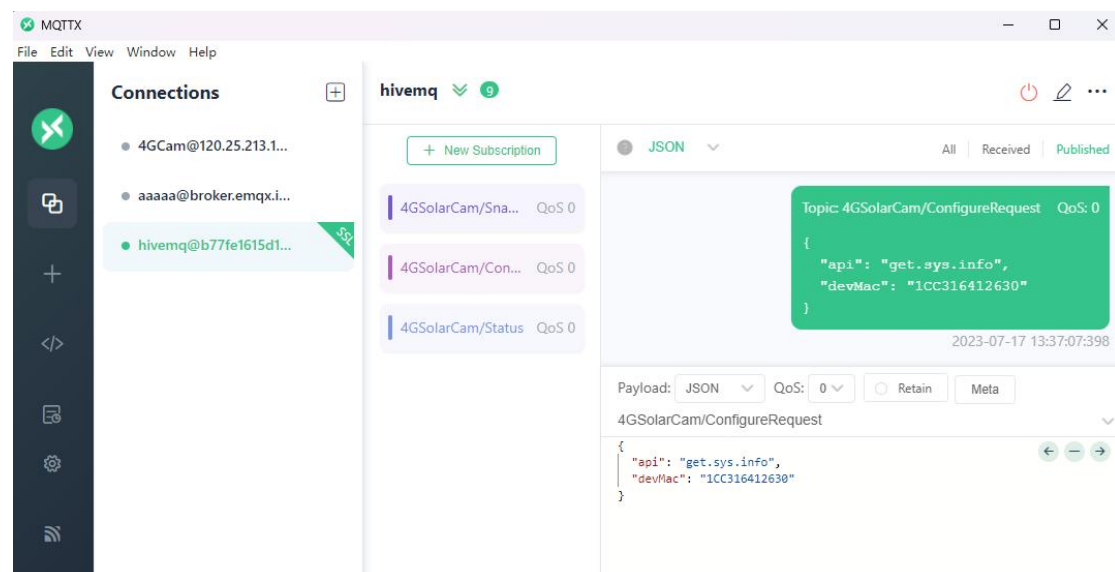 MQTTX
File Edit View Window Help
Connections
4GCam@120.25.213.1...
aaaaa@broker.emqx.i...
hivemq@b77fe1615d1...
SSL
hivemq 9
+ New Subscription
4GSolarCam/Sna... QoS 0
4GSolarCam/Con... QoS 0
4GSolarCam/Status QoS 0
JSON
All Received Published
Topic: 4GSolarCam/ConfigureRequest QoS: 0
{
"api": "get.sys.info",
"devMac": "1CC316412630"
}
2023-07-17 13:37:07:398
Payload: JSON QoS: 0 Retain Meta
4GSolarCam/ConfigureRequest
{
"api": "get.sys.info",
"devMac": "1CC316412630"
}